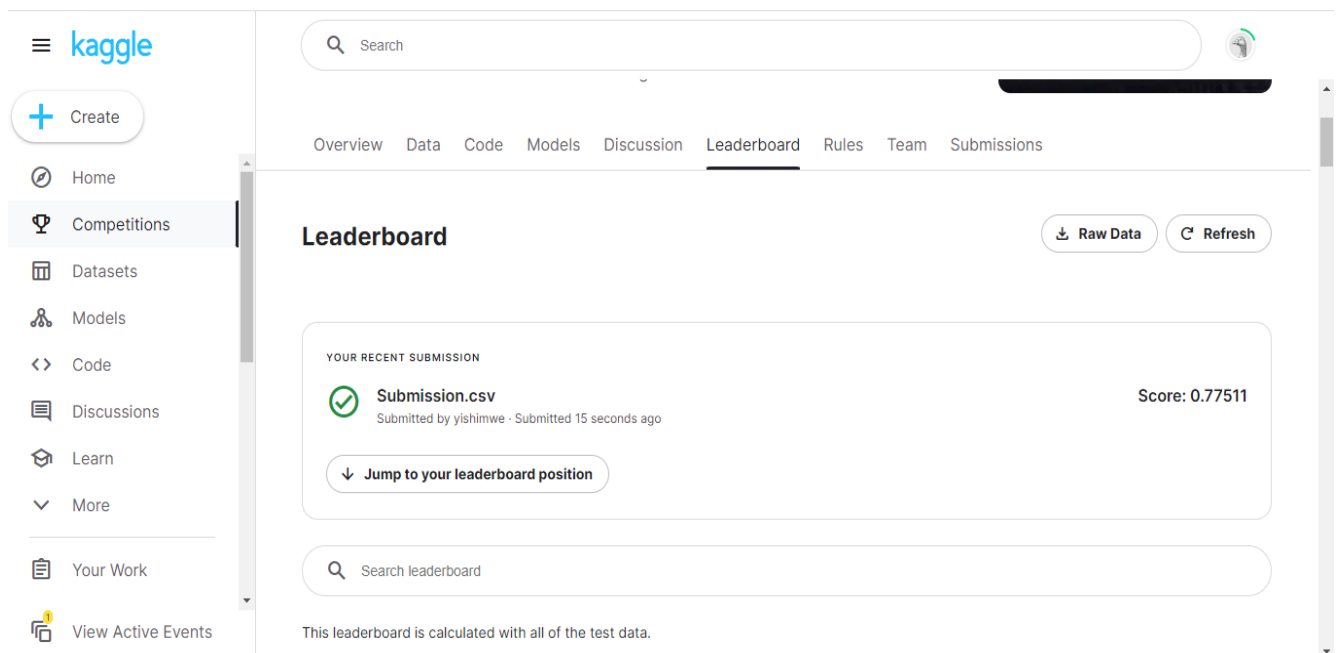 kaggle
Search
Create
Overview Data Code Models Discussion Leaderboard Rules Team Submissions
Home
Competitions
Datasets
Models
Code
Discussions
Learn
More
Your Work
1
View Active Events
Leaderboard
Raw Data
Refresh
YOUR RECENT SUBMISSION
Submission.csv
Score: 0.77511
Submitted by yishimwe · Submitted 15 seconds ago
Jump to your leaderboard position
Search leaderboard
This leaderboard is calculated with all of the test data.